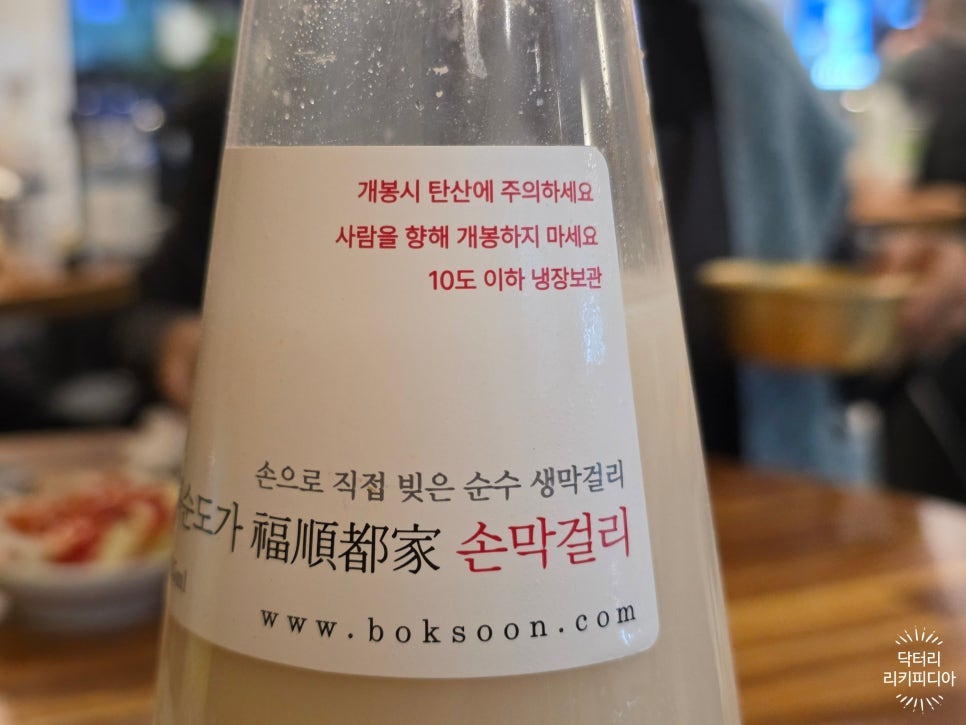 개봉시 탄산에 주의하세요
사람을 향해 개봉하지 마세요
10도 이하 냉장보관
손으로 직접 빚은 순수 생막걸리
순도가 福順都家 손막걸리
www.boksoon.com
닥터리
리키피디아